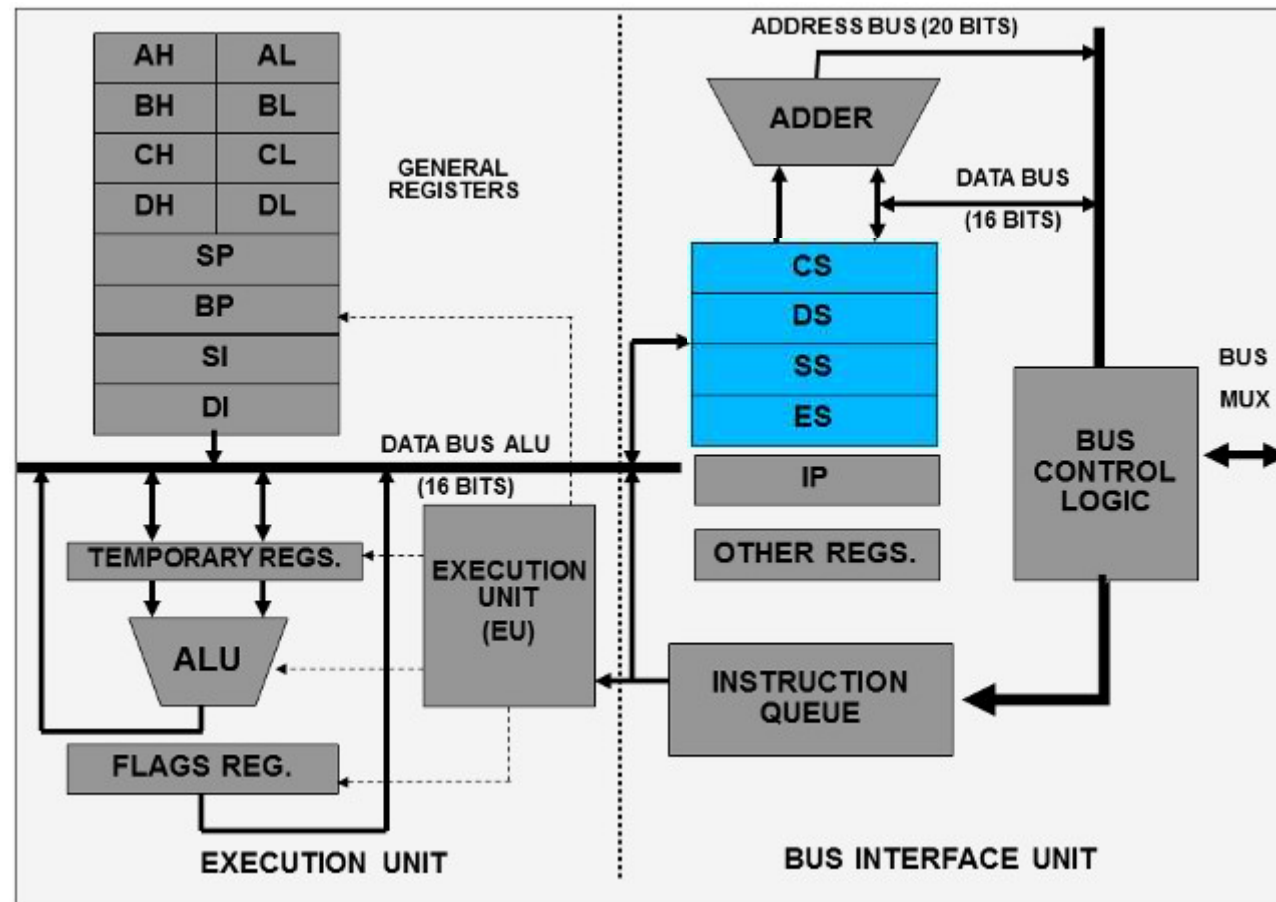 AH AL
BH BL
CH CL
DH DL
SP
BP
SI
DI
GENERAL
REGISTERS
DATA BUS ALU
(16 BITS)
TEMPORARY REGS.
ALU
FLAGS REG.
EXECUTION
UNIT
(EU)
EXECUTION UNIT
ADDRESS BUS (20 BITS)
ADDER
DATA BUS
(16 BITS)
CS
DS
SS
ES
IP
OTHER REGS.
INSTRUCTION
QUEUE
BUS
CONTROL
LOGIC
BUS
MUX
BUS INTERFACE UNIT